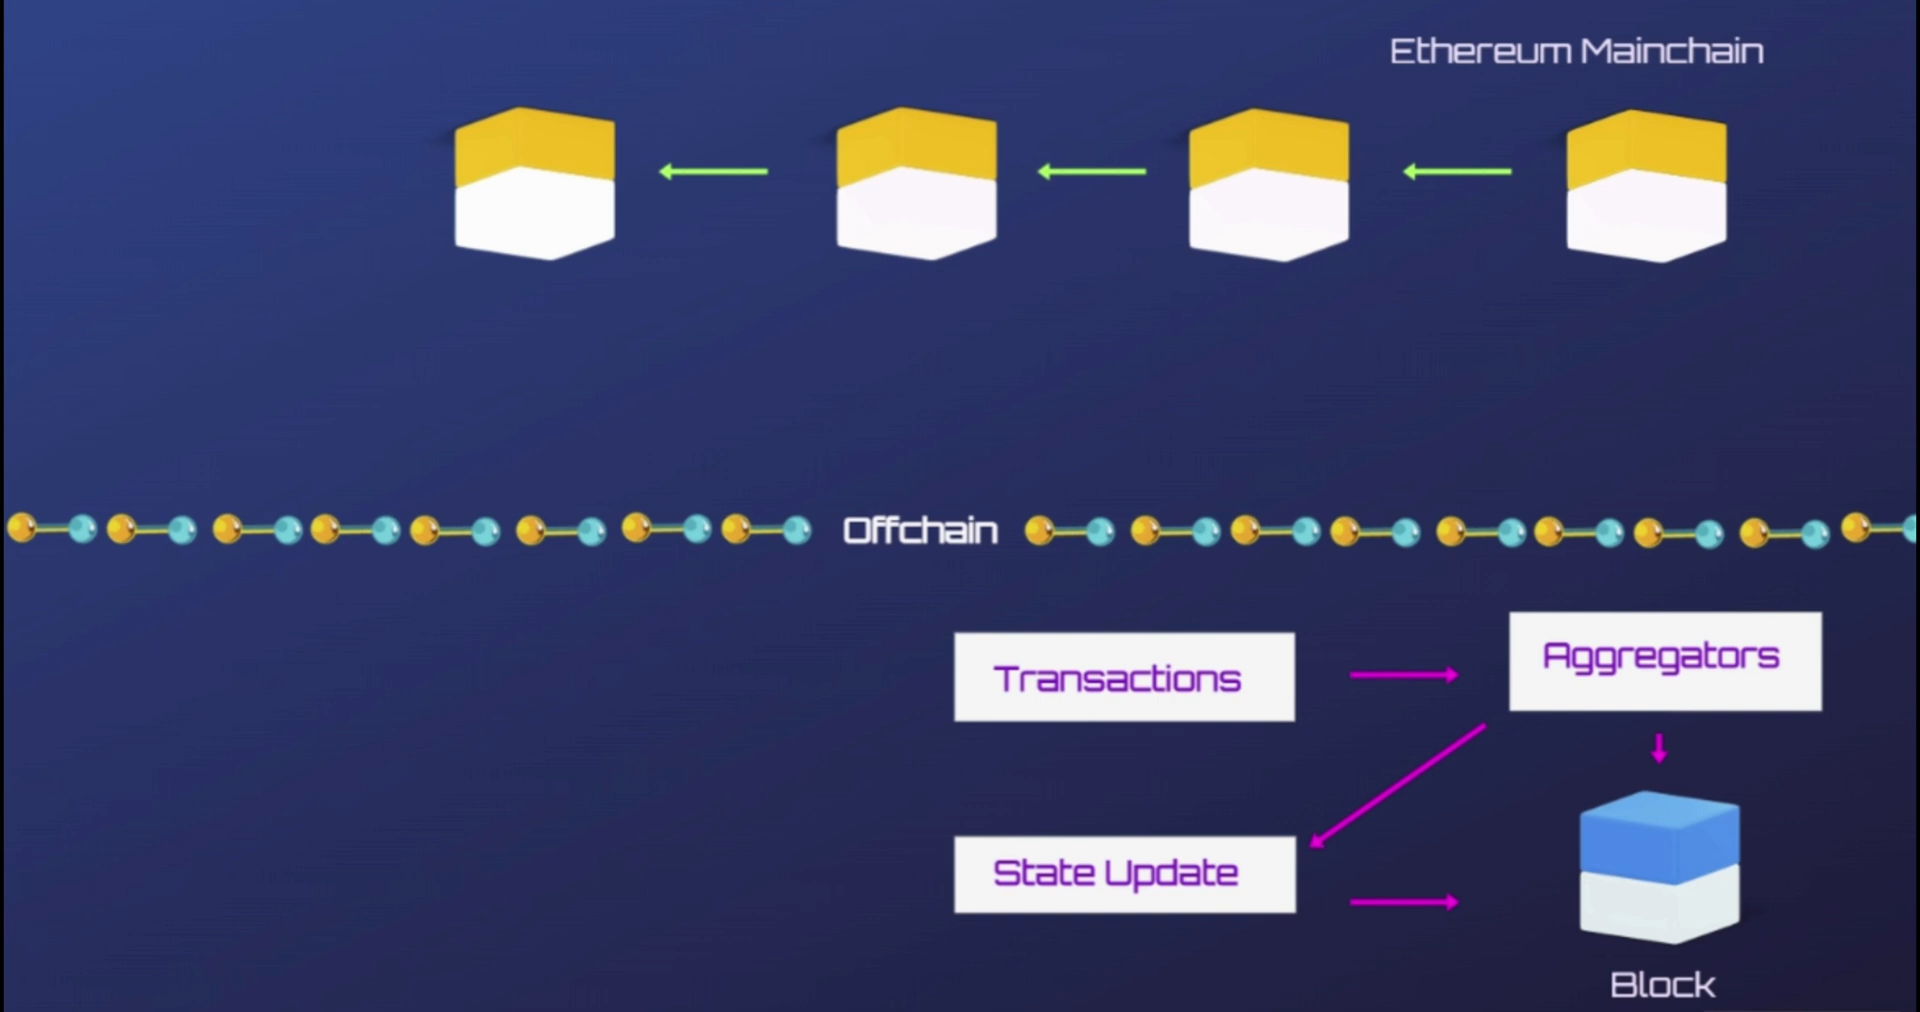 Ethereum Mainchain
Offchain
Transactions
Aggregators
State Update
Block